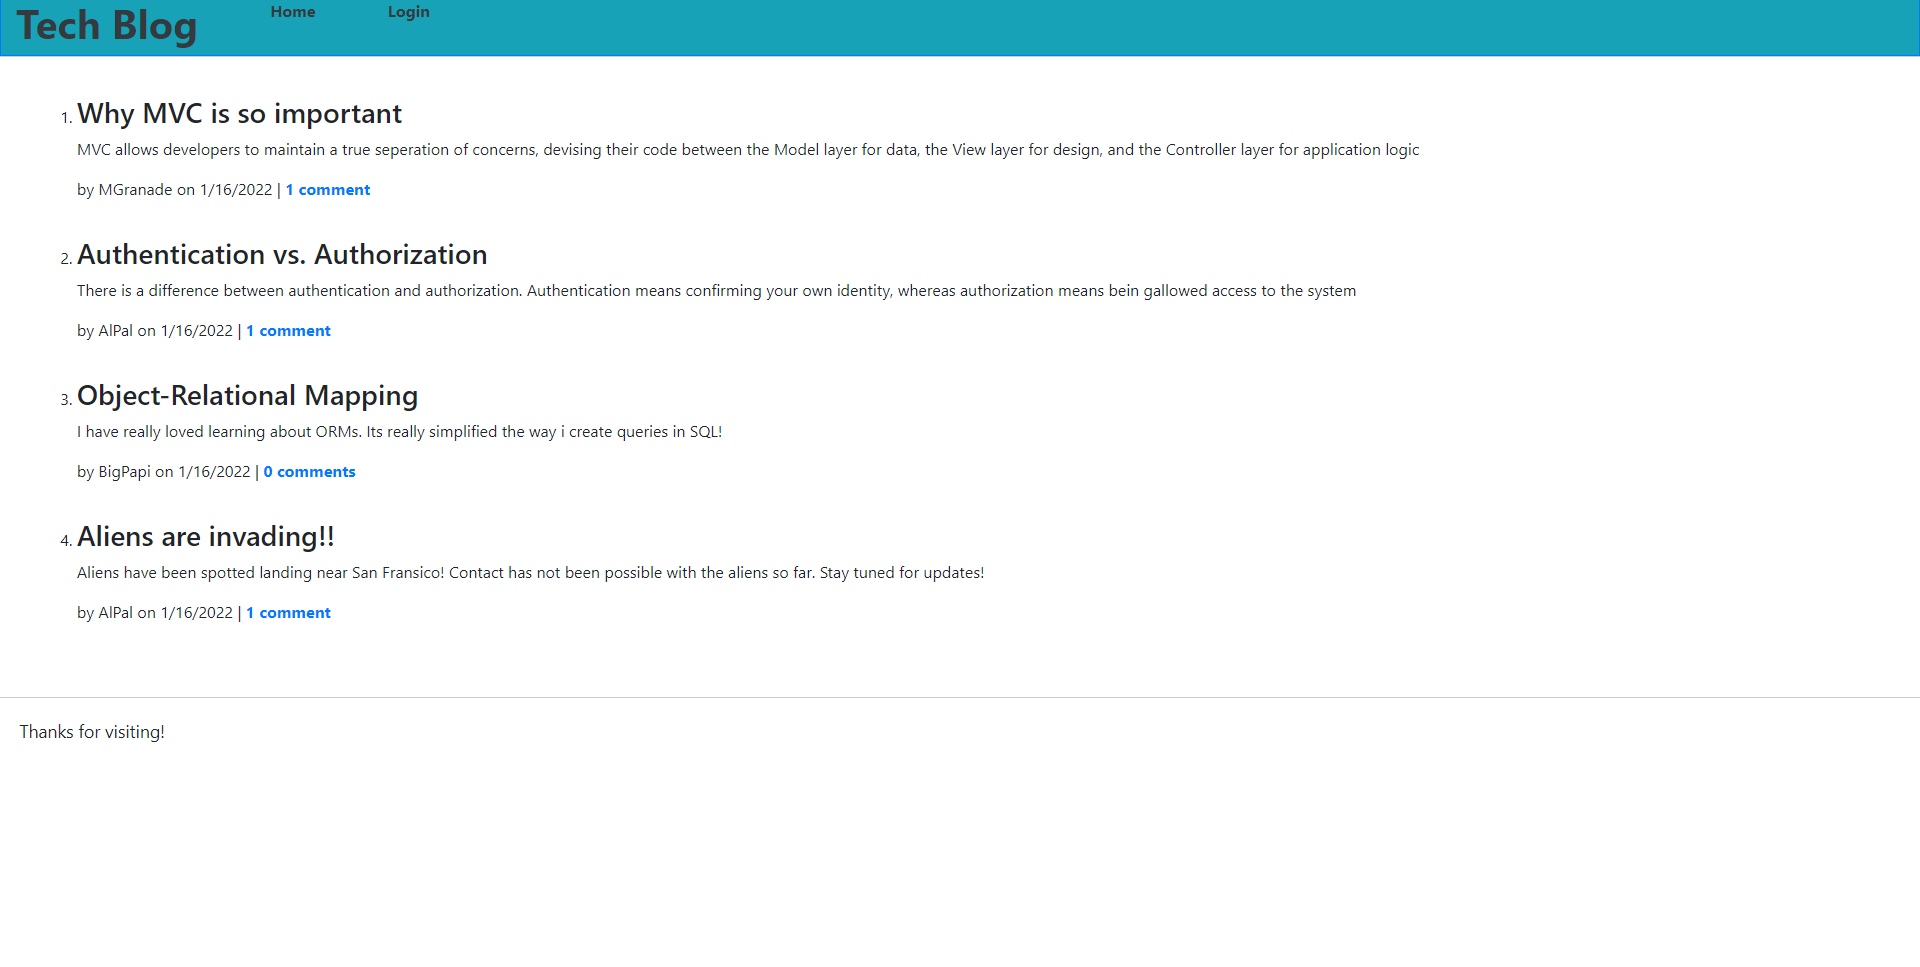 Tech Blog Home Login
1. Why MVC is so important
MVC allows developers to maintain a true seperation of concerns, devising their code between the Model layer for data, the View layer for design, and the Controller layer for application logic
by MGranade on 1/16/2022 | 1 comment
2. Authentication vs. Authorization
There is a difference between authentication and authorization. Authentication means confirming your own identity, whereas authorization means bein gallowed access to the system
by AlPal on 1/16/2022 | 1 comment
3. Object-Relational Mapping
I have really loved learning about ORMs. Its really simplified the way i create queries in SQL!
by BigPapi on 1/16/2022 | 0 comments
4. Aliens are invading!!
Aliens have been spotted landing near San Fransico! Contact has not been possible with the aliens so far. Stay tuned for updates!
by AlPal on 1/16/2022 | 1 comment
Thanks for visiting!